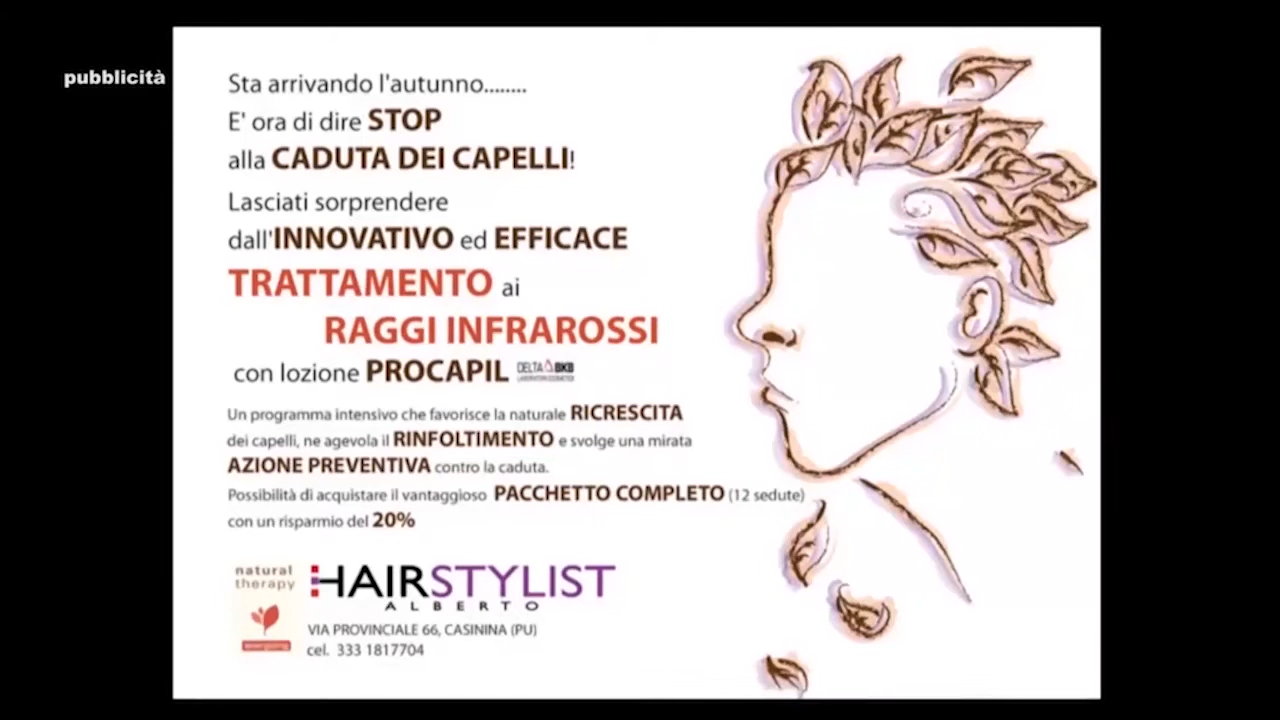 pubblicità
Sta arrivando l'autunno........
E' ora di dire STOP
alla CADUTA DEI CAPELLI!
Lasciati sorprendere
dall'INNOVATIVO ed EFFICACE
TRATTAMENTO ai
RAGGI INFRAROSSI
con lozione PROCAPIL DELTA BKB
Un programma intensivo che favorisce la naturale RICRESCITA
dei capelli, ne agevola il RINFOLTIMENTO e svolge una mirata
AZIONE PREVENTIVA contro la caduta.
Possibilità di acquistare il vantaggioso PACCHETTO COMPLETO (12 sedute)
con un risparmio del 20%
natural
therapy
HAIRSTYLIST
ALBERTO
VIA PROVINCIALE 66, CASININA (PU)
cel. 333 1817704